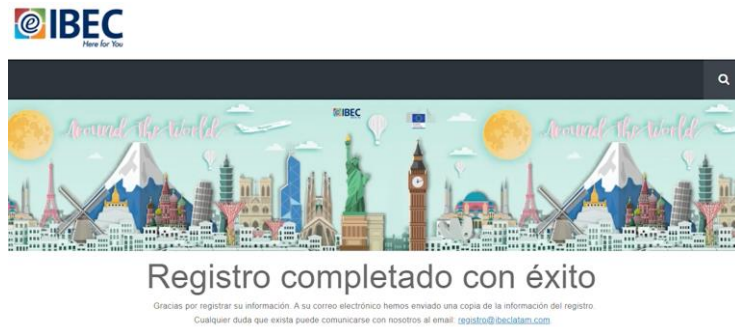 IBEC
Here for You
Around the World
IBEC
Around the World
Registro completado con éxito
Gracias por registrar su información. A su correo electrónico hemos enviado una copia de la información del registro
Cualquier duda que exista puede comunicarse con nosotros al email: registro@ibeclatam.com